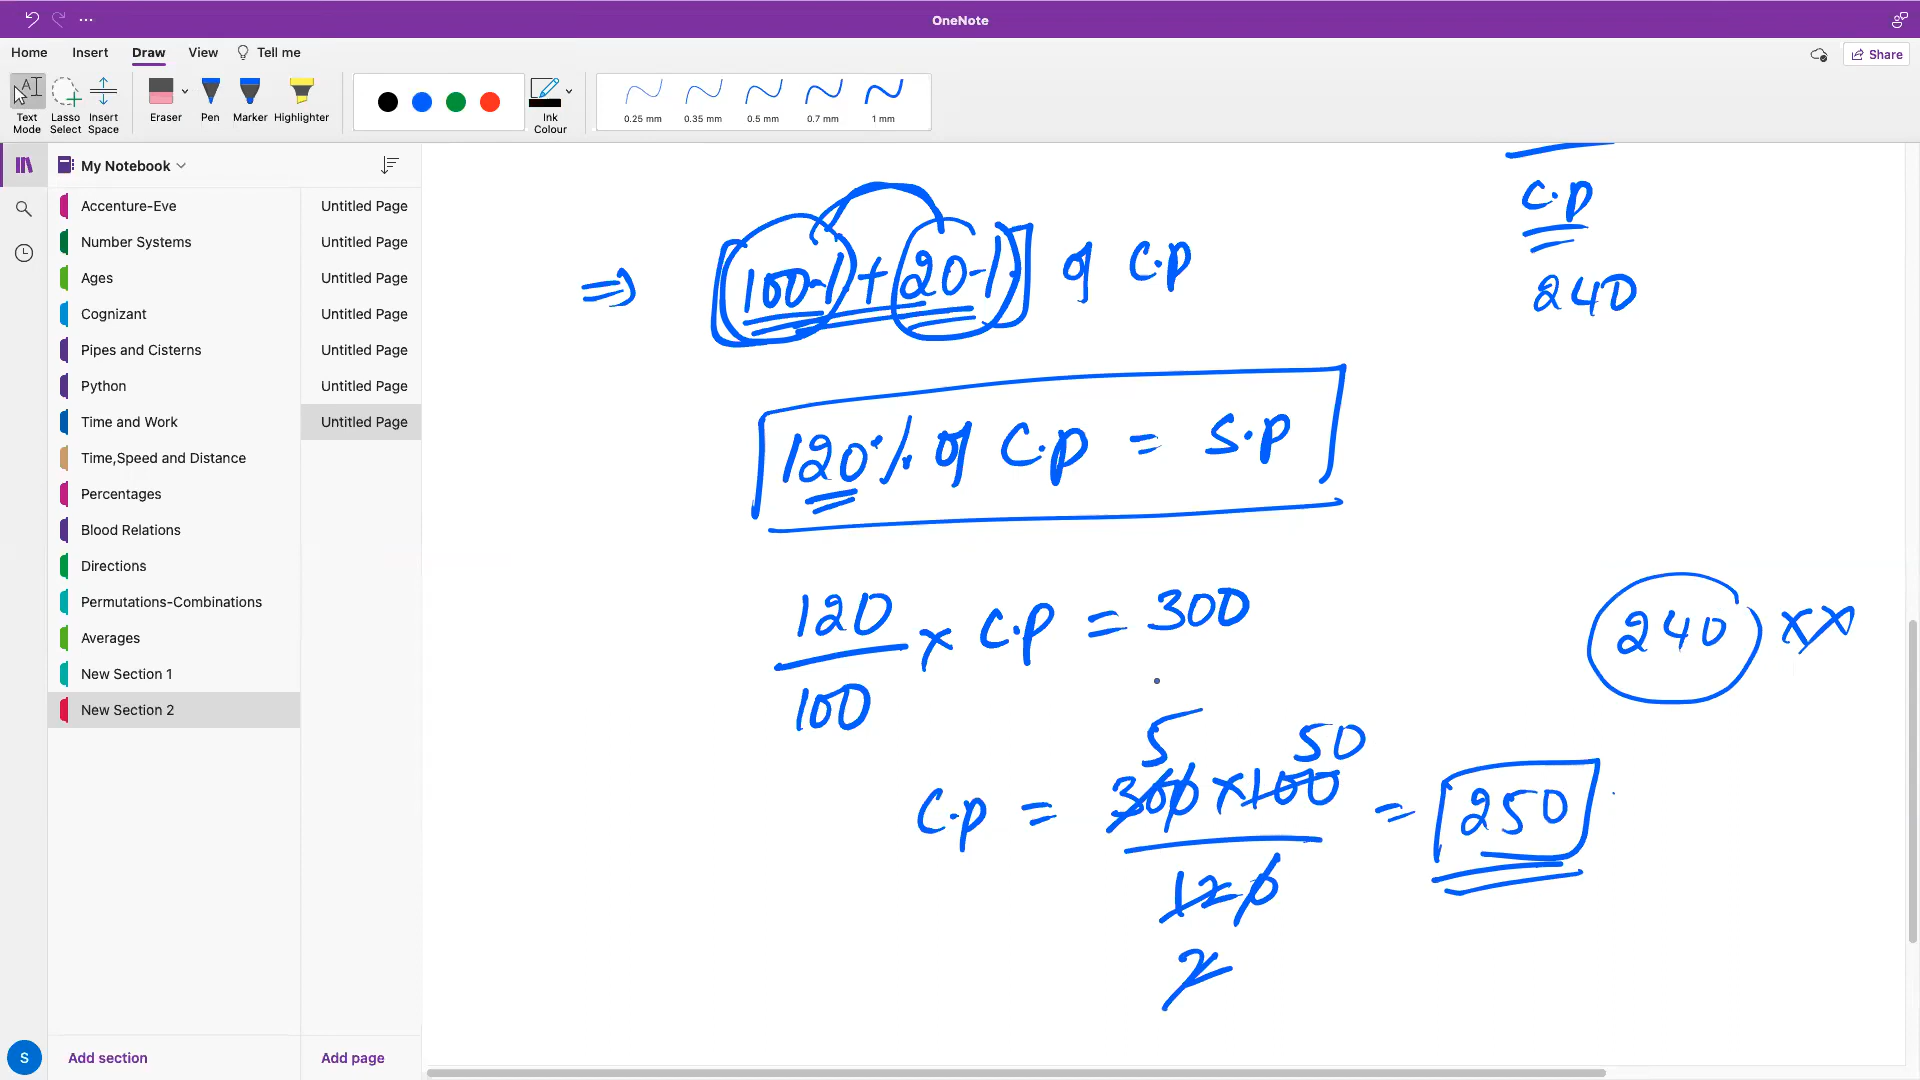 OneNote
Home Insert Draw View Tell me
Share
Text Mode
Lasso Select
Insert Space
Eraser
Pen
Marker
Highlighter
Ink Colour
0.25 mm
0.35 mm
0.5 mm
0.7 mm
1 mm
My Notebook
Accenture-Eve
Number Systems
Ages
Cognizant
Pipes and Cisterns
Python
Time and Work
Time,Speed and Distance
Percentages
Blood Relations
Directions
Permutations-Combinations
Averages
New Section 1
New Section 2
Untitled Page
Untitled Page
Untitled Page
Untitled Page
Untitled Page
Untitled Page
Untitled Page
S
Add section
Add page
C.P
240
⇒ [100%+20%] of C.P
120% of C.P = S.P
120/100 × C.P = 300
240 xx
5 50
C.P = 300×100 = 250
120
2